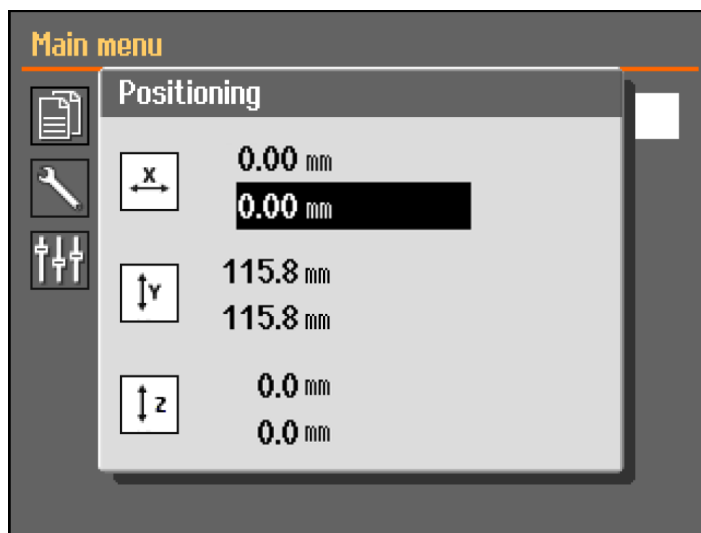 Main menu
Positioning
X
0.00 mm
0.00 mm
Y
115.8 mm
115.8 mm
Z
0.0 mm
0.0 mm